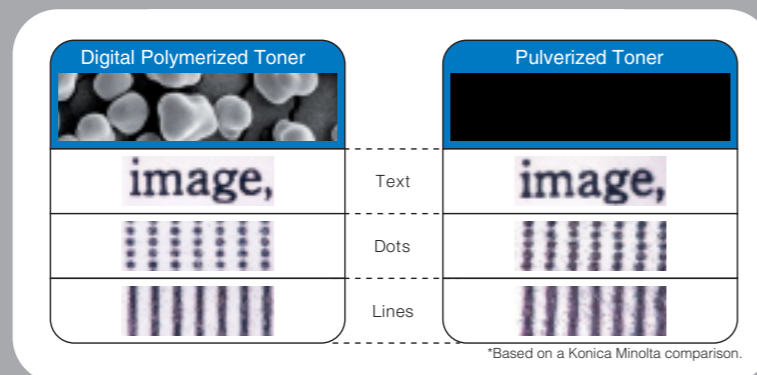 Digital Polymerized Toner
Pulverized Toner
image,
Text
image,
Dots
Lines
*Based on a Konica Minolta comparison.